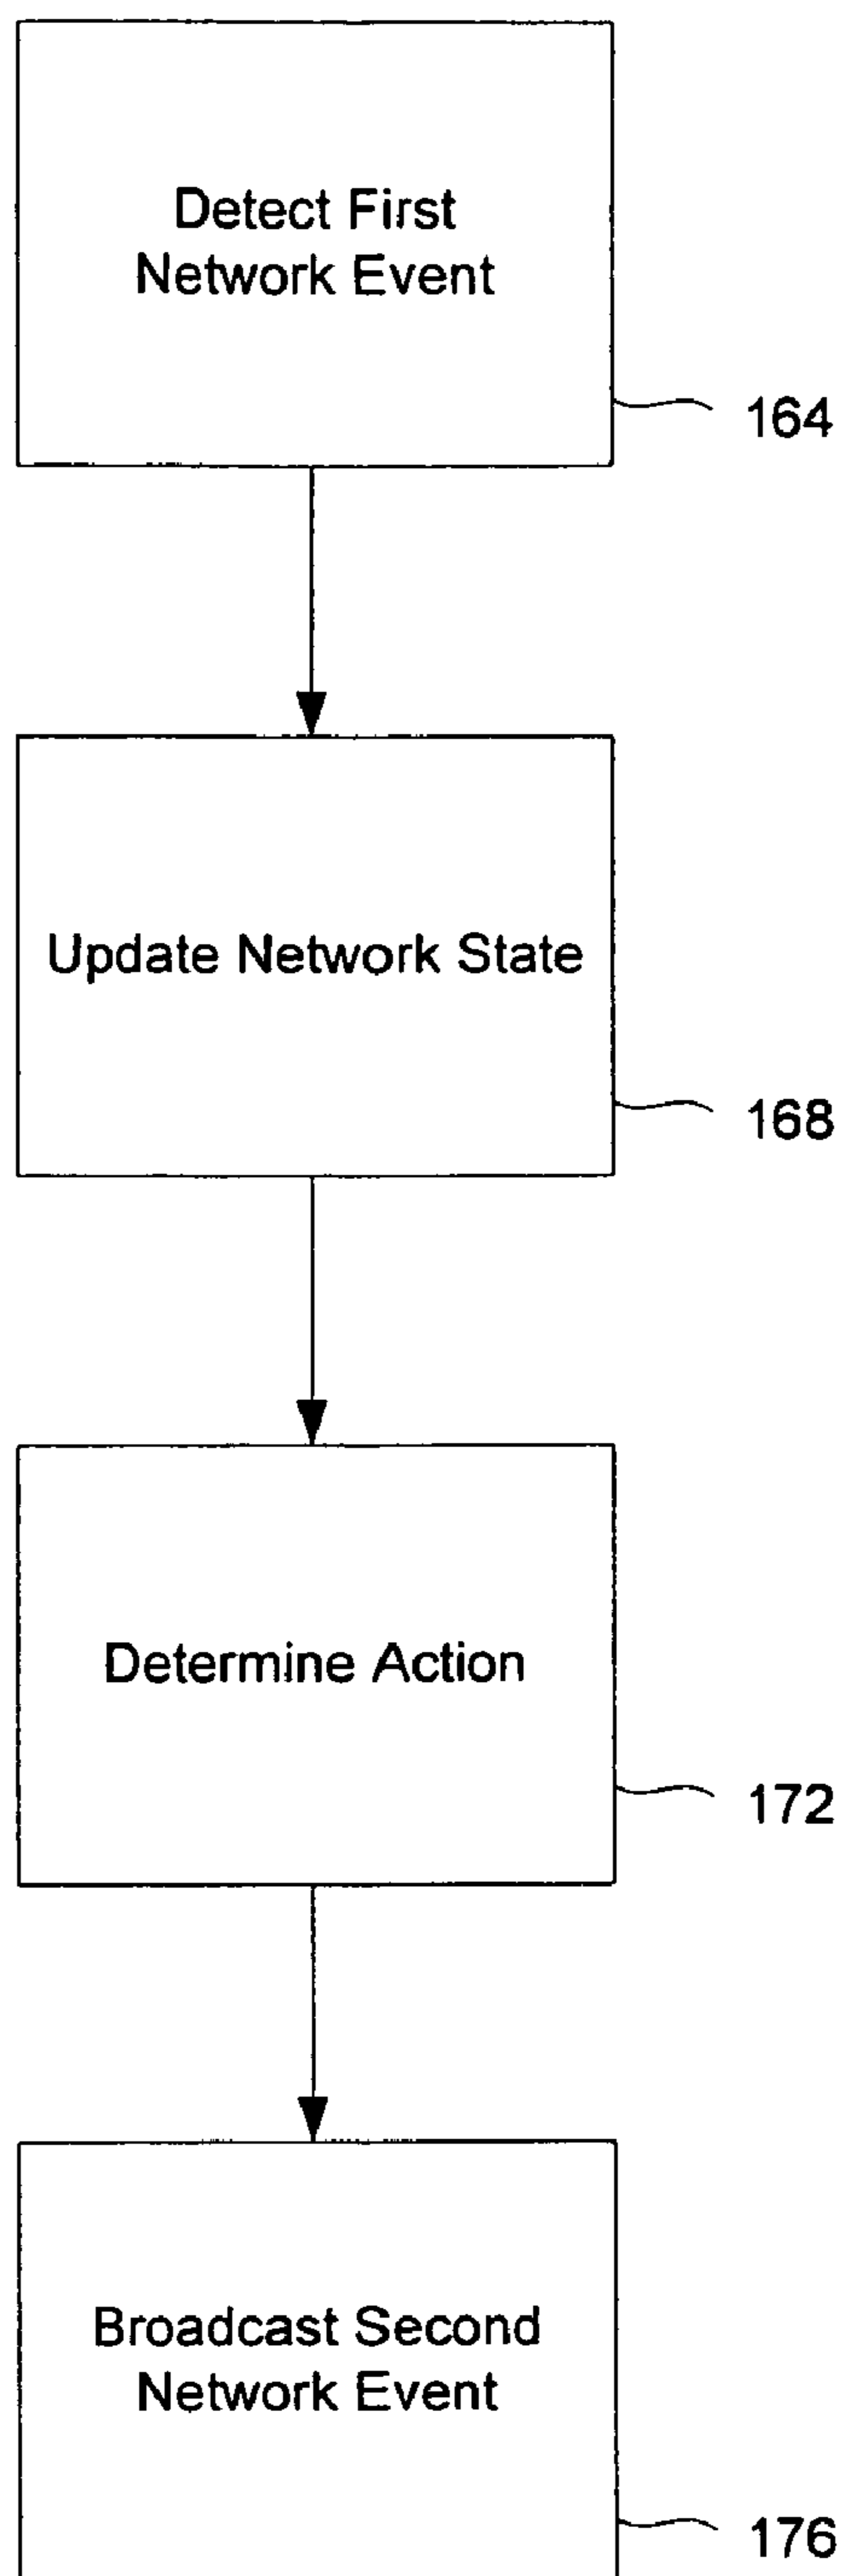 Detect First
Network Event
164
Update Network State
168
Determine Action
172
Broadcast Second
Network Event
176